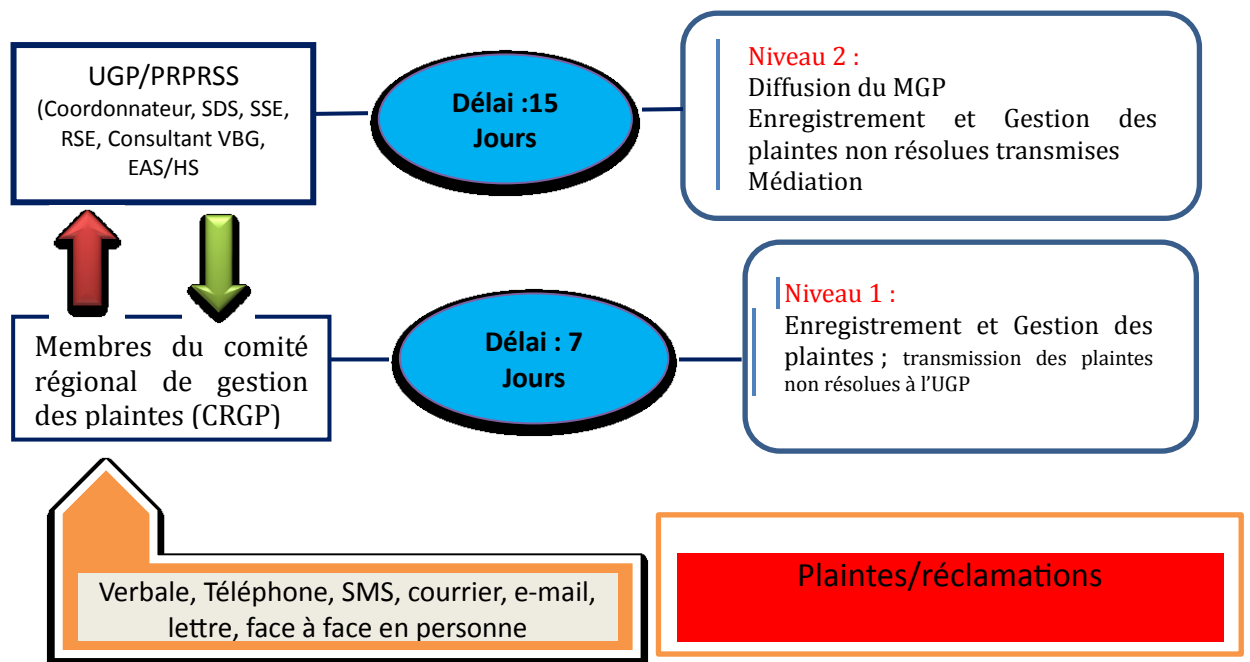 UGP/PRPRSS
(Coordonnateur, SDS, SSE,
RSE, Consultant VBG,
EAS/HS
Délai :15
Jours
Niveau 2 :
Diffusion du MGP
Enregistrement et Gestion des
plaintes non résolues transmises
Médiation
Membres du comité
régional de gestion
des plaintes (CRGP)
Délai : 7
Jours
Niveau 1 :
Enregistrement et Gestion des
plaintes ; transmission des plaintes
non résolues à l’UGP
Verbale, Téléphone, SMS, courrier, e-mail,
lettre, face à face en personne
Plaintes/réclamations